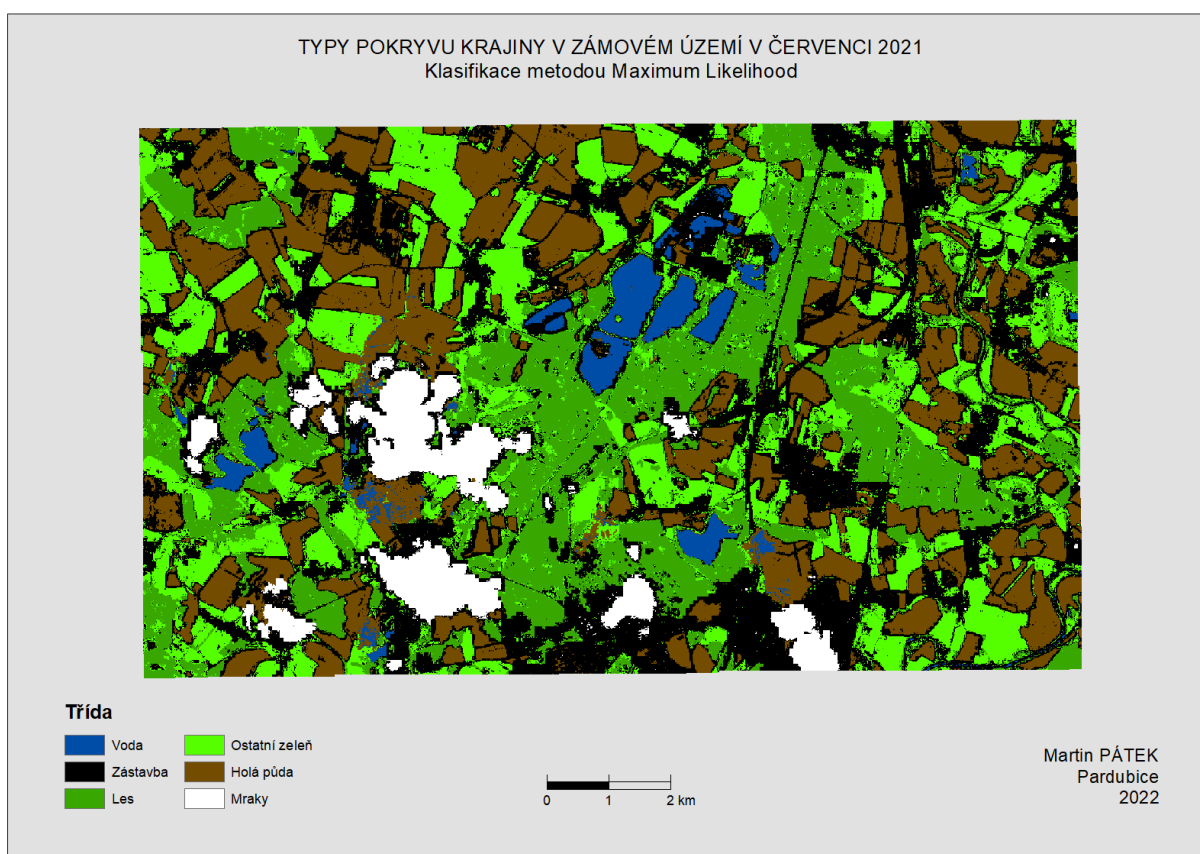 TYPY POKRYVU KRAJINY V ZÁMOVÉM ÚZEMÍ V ČERVENCI 2021
Klasifikace metodou Maximum Likelihood
Třída
Voda
Zástavba
Les
Ostatní zeleň
Holá půda
Mraky
0 1 2 km
Martin PÁTEK
Pardubice
2022